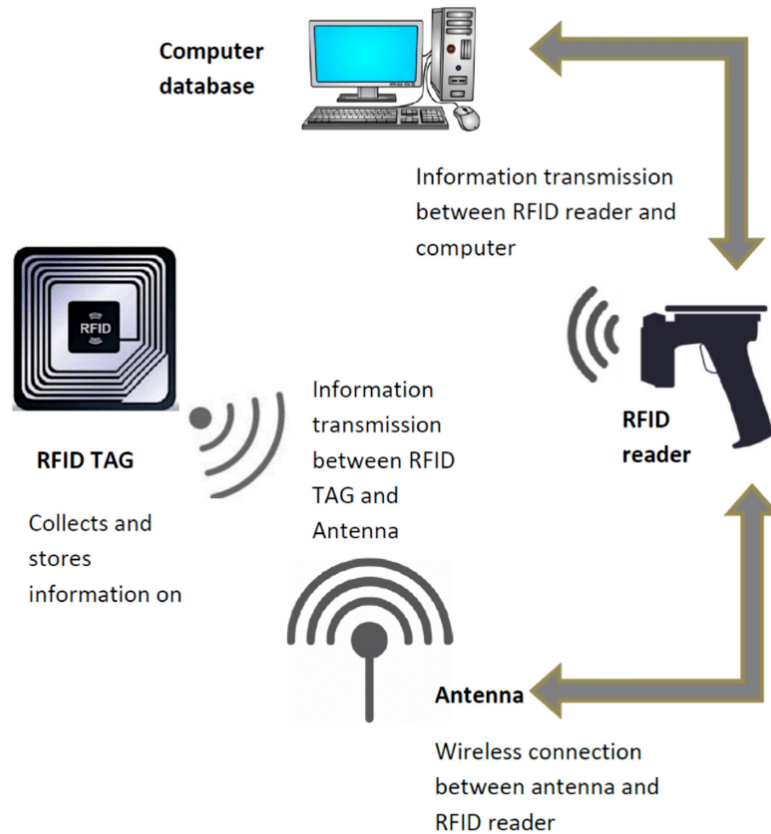 Computer
database
Information transmission
between RFID reader and
computer
RFID
RFID TAG
Collects and
stores
information on
Information
transmission
between RFID
TAG and
Antenna
RFID
reader
Antenna
Wireless connection
between antenna and
RFID reader